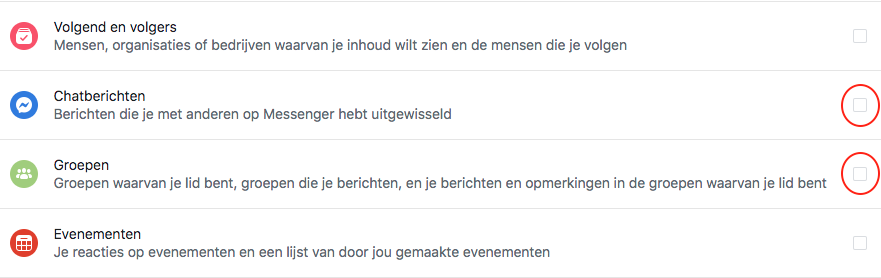 Volgend en volgers
Mensen, organisaties of bedrijven waarvan je inhoud wilt zien en de mensen die je volgen
Chatberichten
Berichten die je met anderen op Messenger hebt uitgewisseld
Groepen
Groepen waarvan je lid bent, groepen die je berichten, en je berichten en opmerkingen in de groepen waarvan je lid bent
Evenementen
Je reacties op evenementen en een lijst van door jou gemaakte evenementen